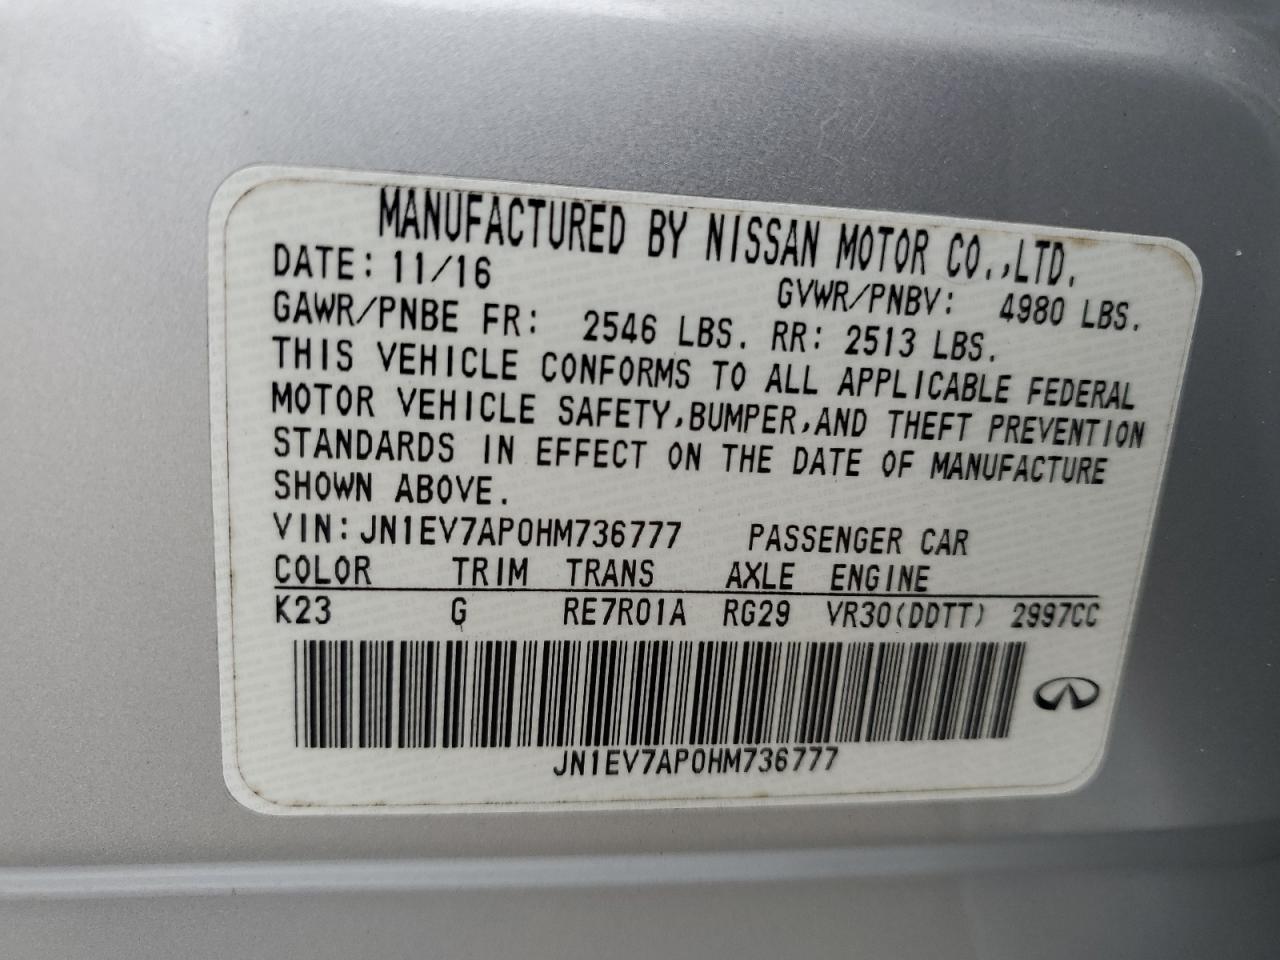 MANUFACTURED BY NISSAN MOTOR CO.,LTD.
DATE: 11/16 GVWR/PNBV: 4980 LBS.
GAWR/PNBE FR: 2546 LBS. RR: 2513 LBS.
THIS VEHICLE CONFORMS TO ALL APPLICABLE FEDERAL
MOTOR VEHICLE SAFETY,BUMPER,AND THEFT PREVENTION
STANDARDS IN EFFECT ON THE DATE OF MANUFACTURE
SHOWN ABOVE.
VIN:JN1EV7AP0HM736777 PASSENGER CAR
COLOR TRIM TRANS AXLE ENGINE
K23 G RE7R01A RG29 VR30(DDTT) 2997CC
JN1EV7AP0HM736777